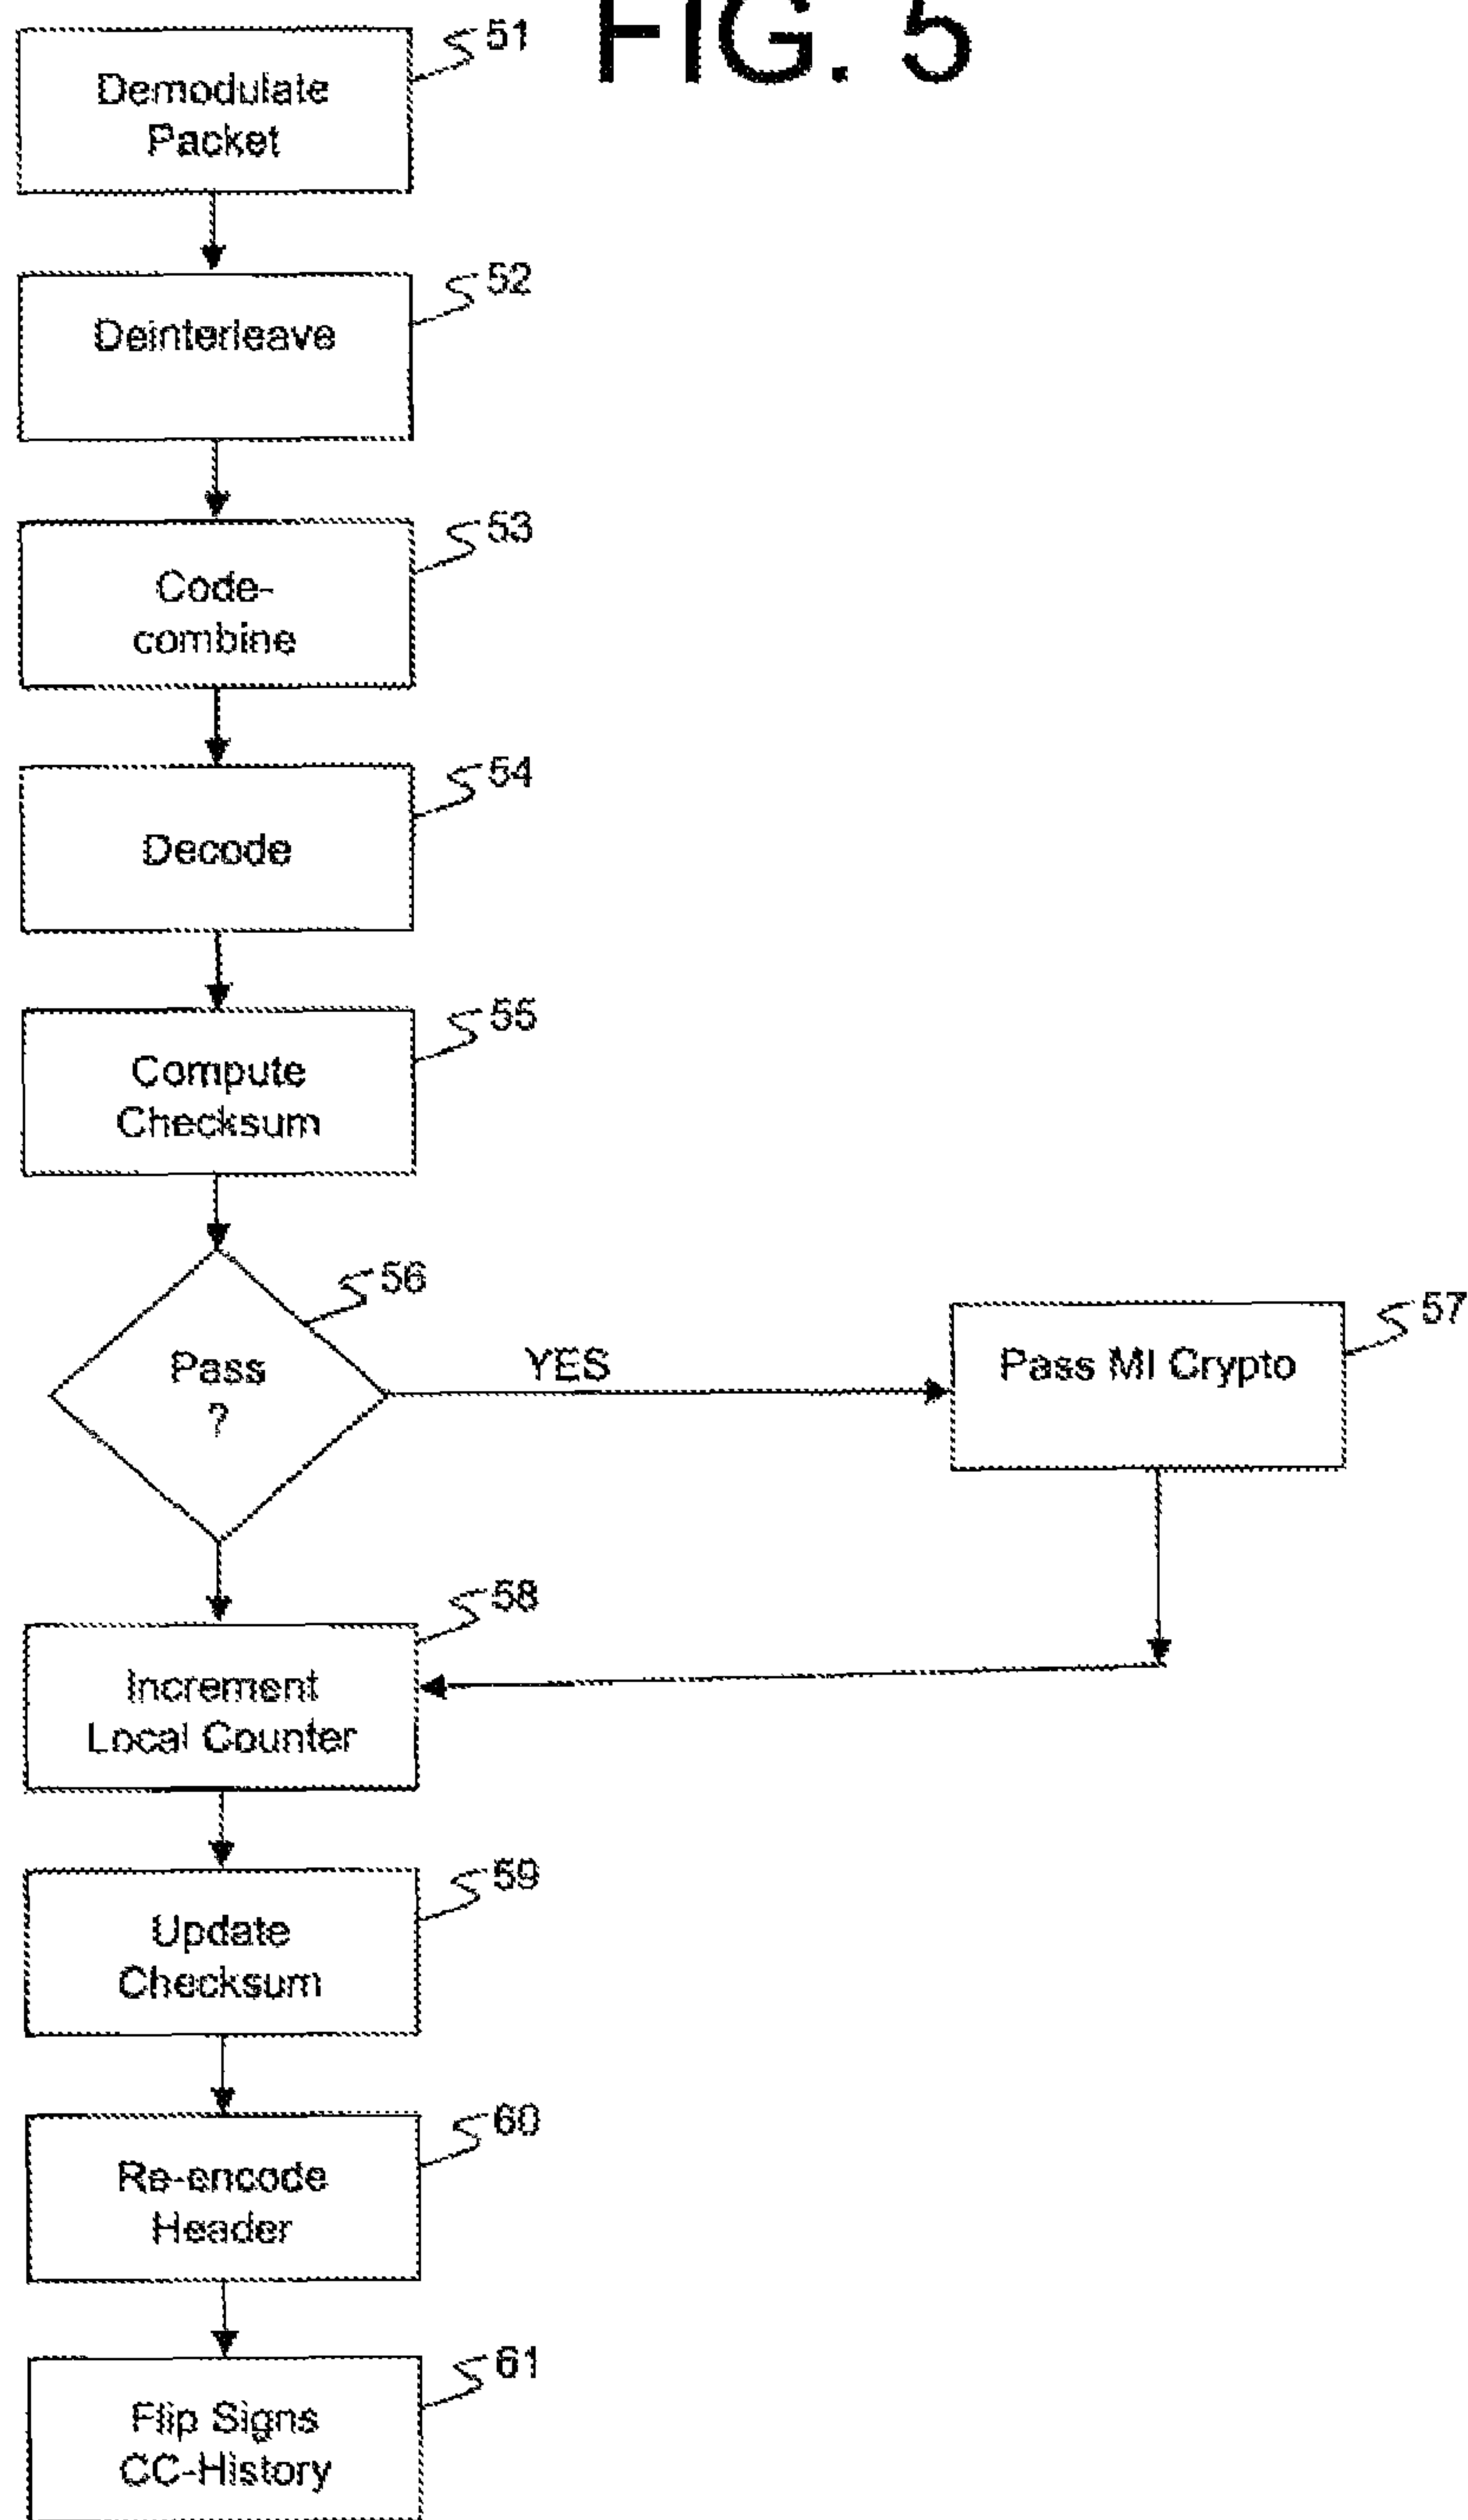 FIG. 5
51
Demodulate
Packet
52
Deinterleave
53
Code-
combine
54
Decode
55
Compute
Checksum
56
Pass
?
YES
57
Pass MI Crypto
58
Increment
Local Counter
59
Update
Checksum
60
Re-encode
Header
61
Flip Signs
CC-History